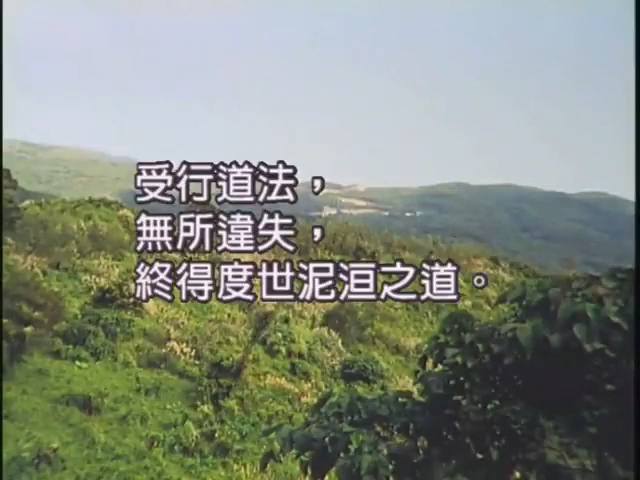 受行道法，
無所違失，
終得度世泥洹之道。